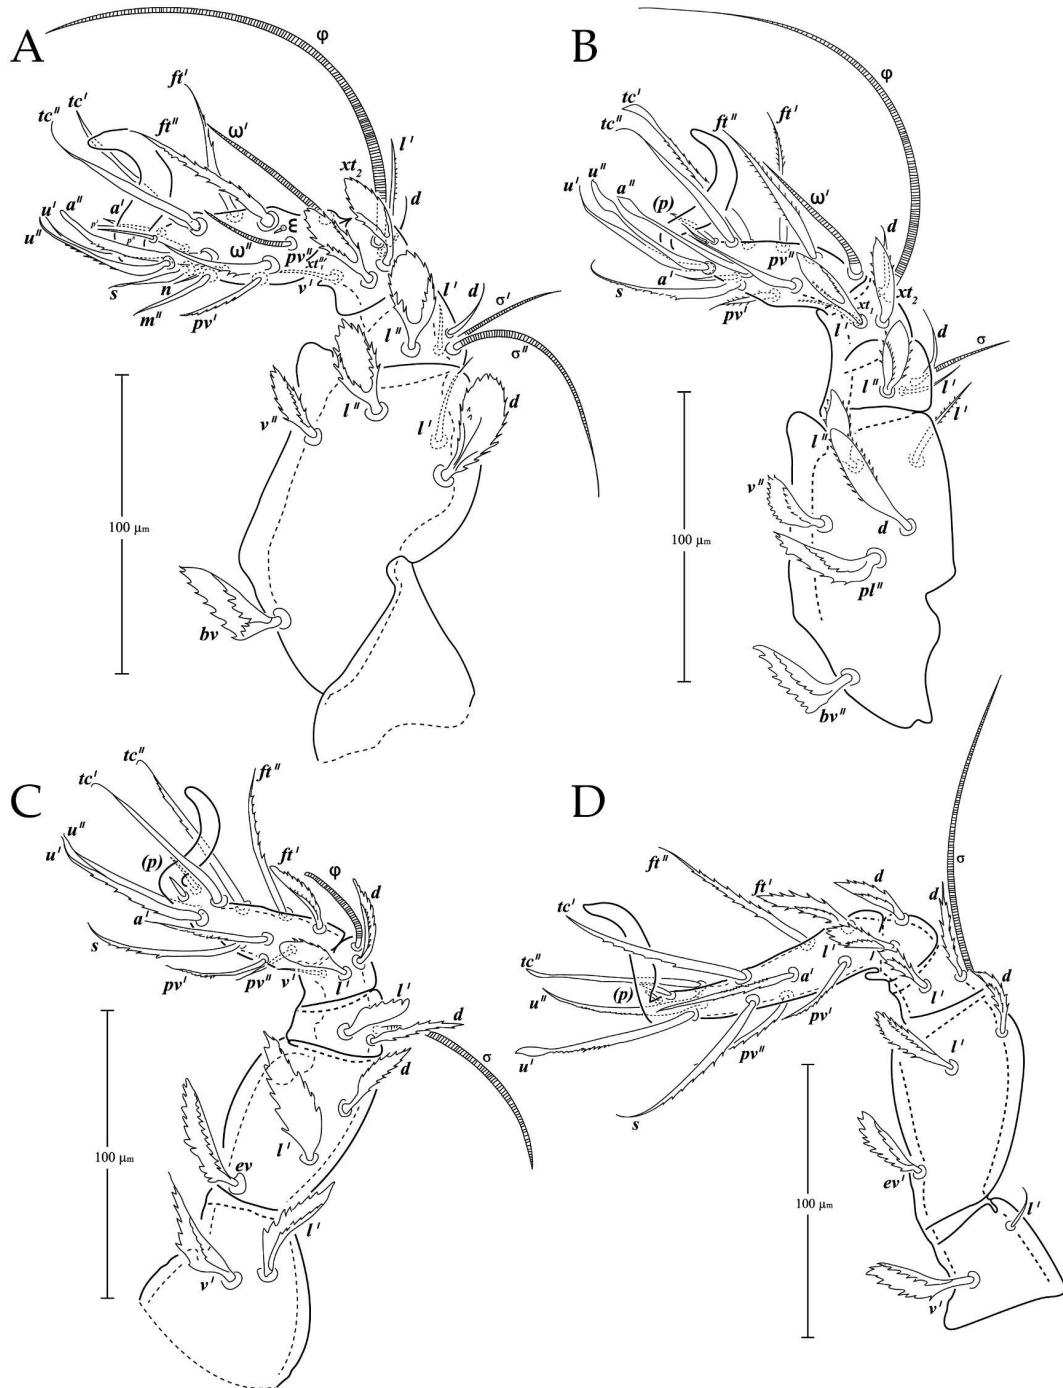 A
φ
tc″
tc′
ft′
ft″
ω′
l′
xt₂
d
u′
a″
a′
u″
p′
p″
ω″
ε
pv″
xt₁″
s
n
m″
pv′
v′
l″
l′
d
σ′
σ″
v″
l″
l′
d
bv
100 μm
B
φ
tc′
tc″
ft″
ft′
u′
u″
a″
(p)
ω′
d
pv″
s
a′
pv′
l′
xt₁
xt₂
d
σ
l″
l′
l″
l′
v″
d
pl″
bv″
100 μm
C
tc′
tc″
ft″
u′
u″
(p)
ft′
φ
d
a′
s
pv′
pv″
v′
l′
l′
d
σ
d
l′
ev
l′
v′
100 μm
D
ft″
ft′
d
d
σ
tc′
tc″
u″
(p)
a′
l′
l′
d
pv′
pv″
u′
s
l′
ev′
l′
v′
100 μm